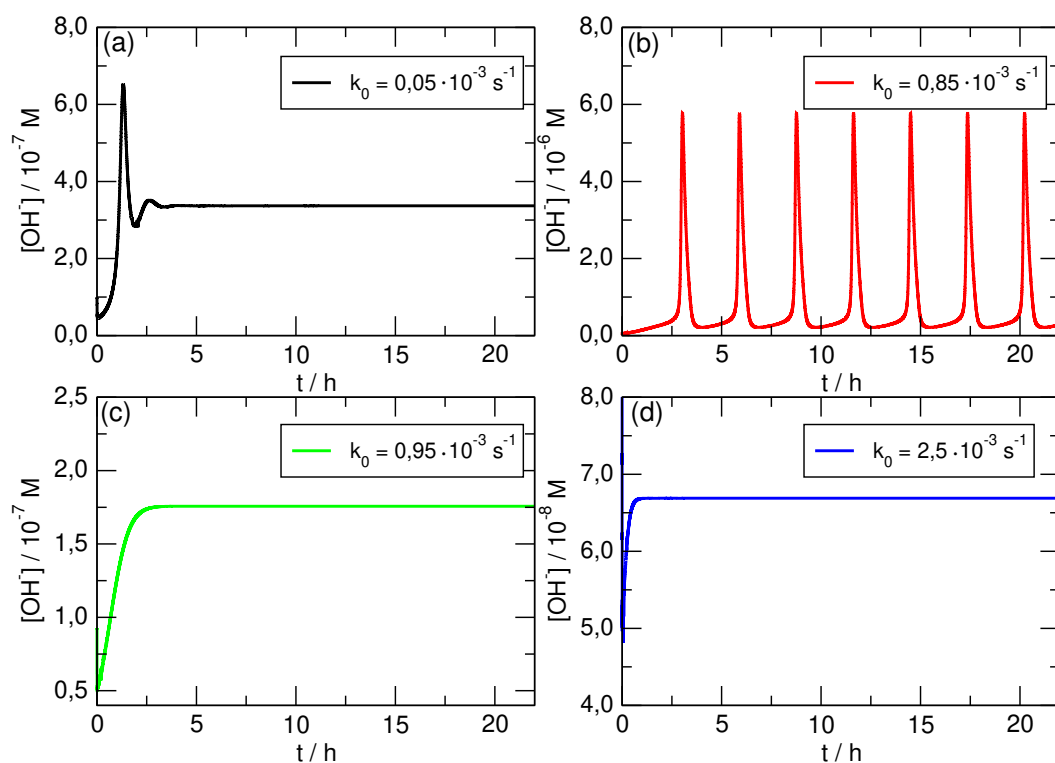 (a)
k0 = 0,05·10-3 s-1
8,0
6,0
4,0
2,0
0,0
[OH-] / 10-7 M
0
5
10
15
20
t / h
(b)
k0 = 0,85·10-3 s-1
8,0
6,0
4,0
2,0
0,0
[OH-] / 10-6 M
0
5
10
15
20
t / h
(c)
k0 = 0,95·10-3 s-1
2,5
2,0
1,5
1,0
0,5
[OH-] / 10-7 M
0
5
10
15
20
t / h
(d)
k0 = 2,5·10-3 s-1
8,0
7,0
6,0
5,0
4,0
[OH-] / 10-8 M
0
5
10
15
20
t / h